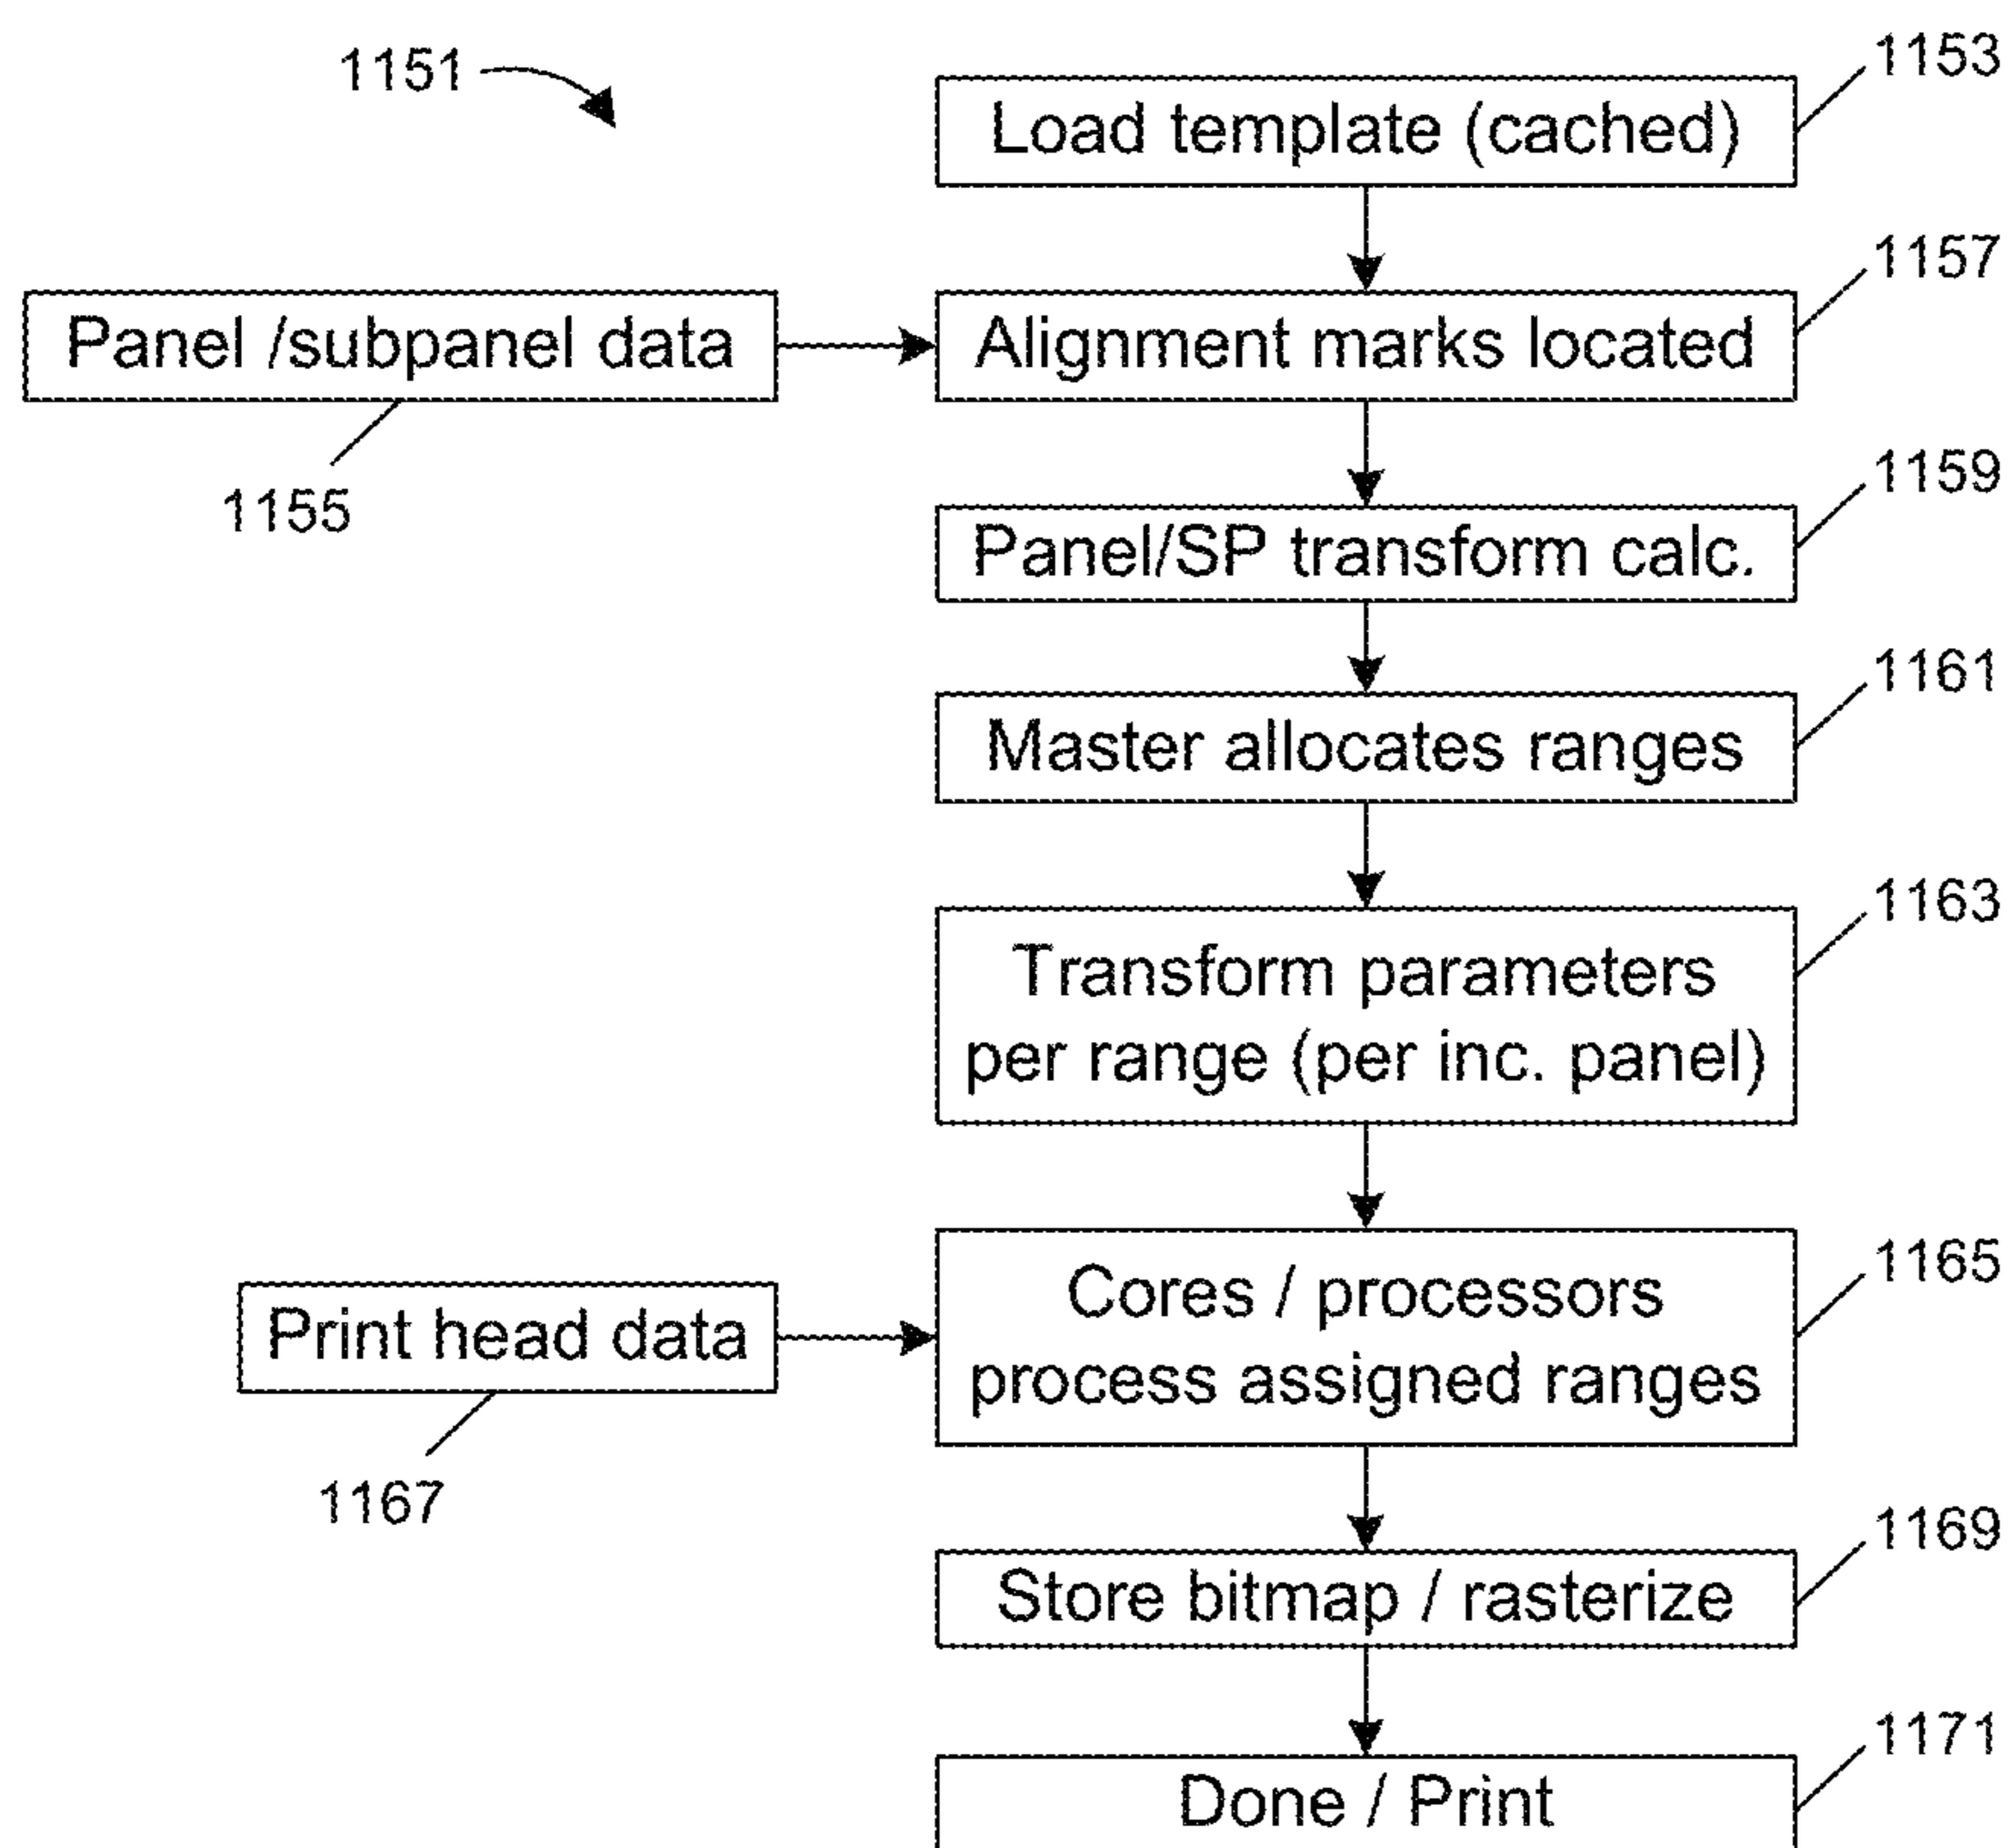 1151
1153
Load template (cached)
1157
Panel /subpanel data
Alignment marks located
1155
1159
Panel/SP transform calc.
1161
Master allocates ranges
1163
Transform parameters
per range (per inc. panel)
1165
Cores / processors
process assigned ranges
Print head data
1167
1169
Store bitmap / rasterize
1171
Done / Print